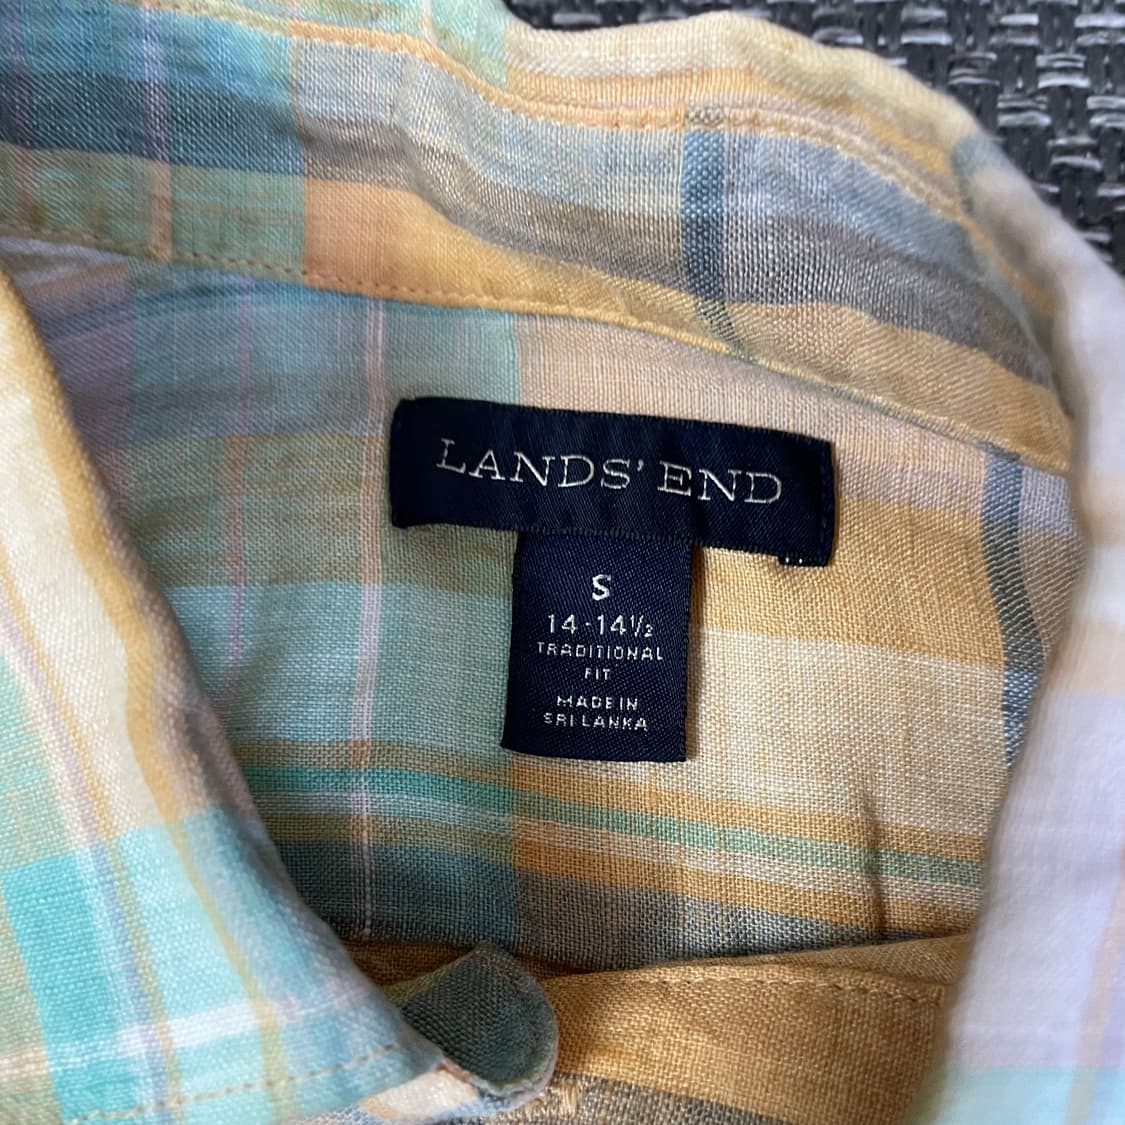 LANDS' END
S
14-14½
TRADITIONAL
FIT
MADE IN
SRI LANKA